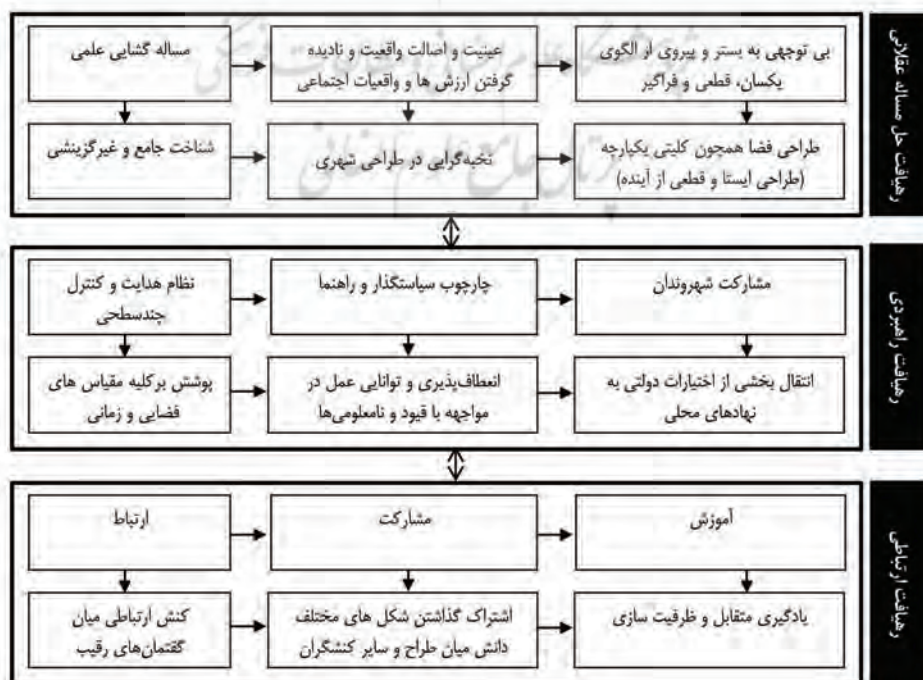 رهیافت حل مساله عقلانی
بی توجهی به بستر و پیروی از الگوی
یکسان، قطعی و فراگیر
عینیت و اصالت واقعیت و نادیده
گرفتن ارزش ها و واقعیات اجتماعی
مساله گشایی علمی
طراحی فضا همچون کلیتی یکپارچه
(طراحی ایستا و قطعی از آینده)
نخبه‌گرایی در طراحی شهری
شناخت جامع و غیرگزینشی
پرتال جامع علوم انسانی
رهیافت راهبردی
مشارکت شهروندان
چارچوب سیاستگذار و راهنما
نظام هدایت و کنترل
چندسطحی
انتقال بخشی از اختیارات دولتی به
نهادهای محلی
انعطاف‌پذیری و توانایی عمل در
مواجهه با قیود و نامعلومی‌ها
پوشش برکلیه مقیاس های
فضایی و زمانی
رهیافت ارتباطی
آموزش
مشارکت
ارتباط
یادگیری متقابل و ظرفیت سازی
اشتراک گذاشتن شکل های مختلف
دانش میان طراح و سایر کنشگران
کنش ارتباطی میان
گفتمان‌های رقیب